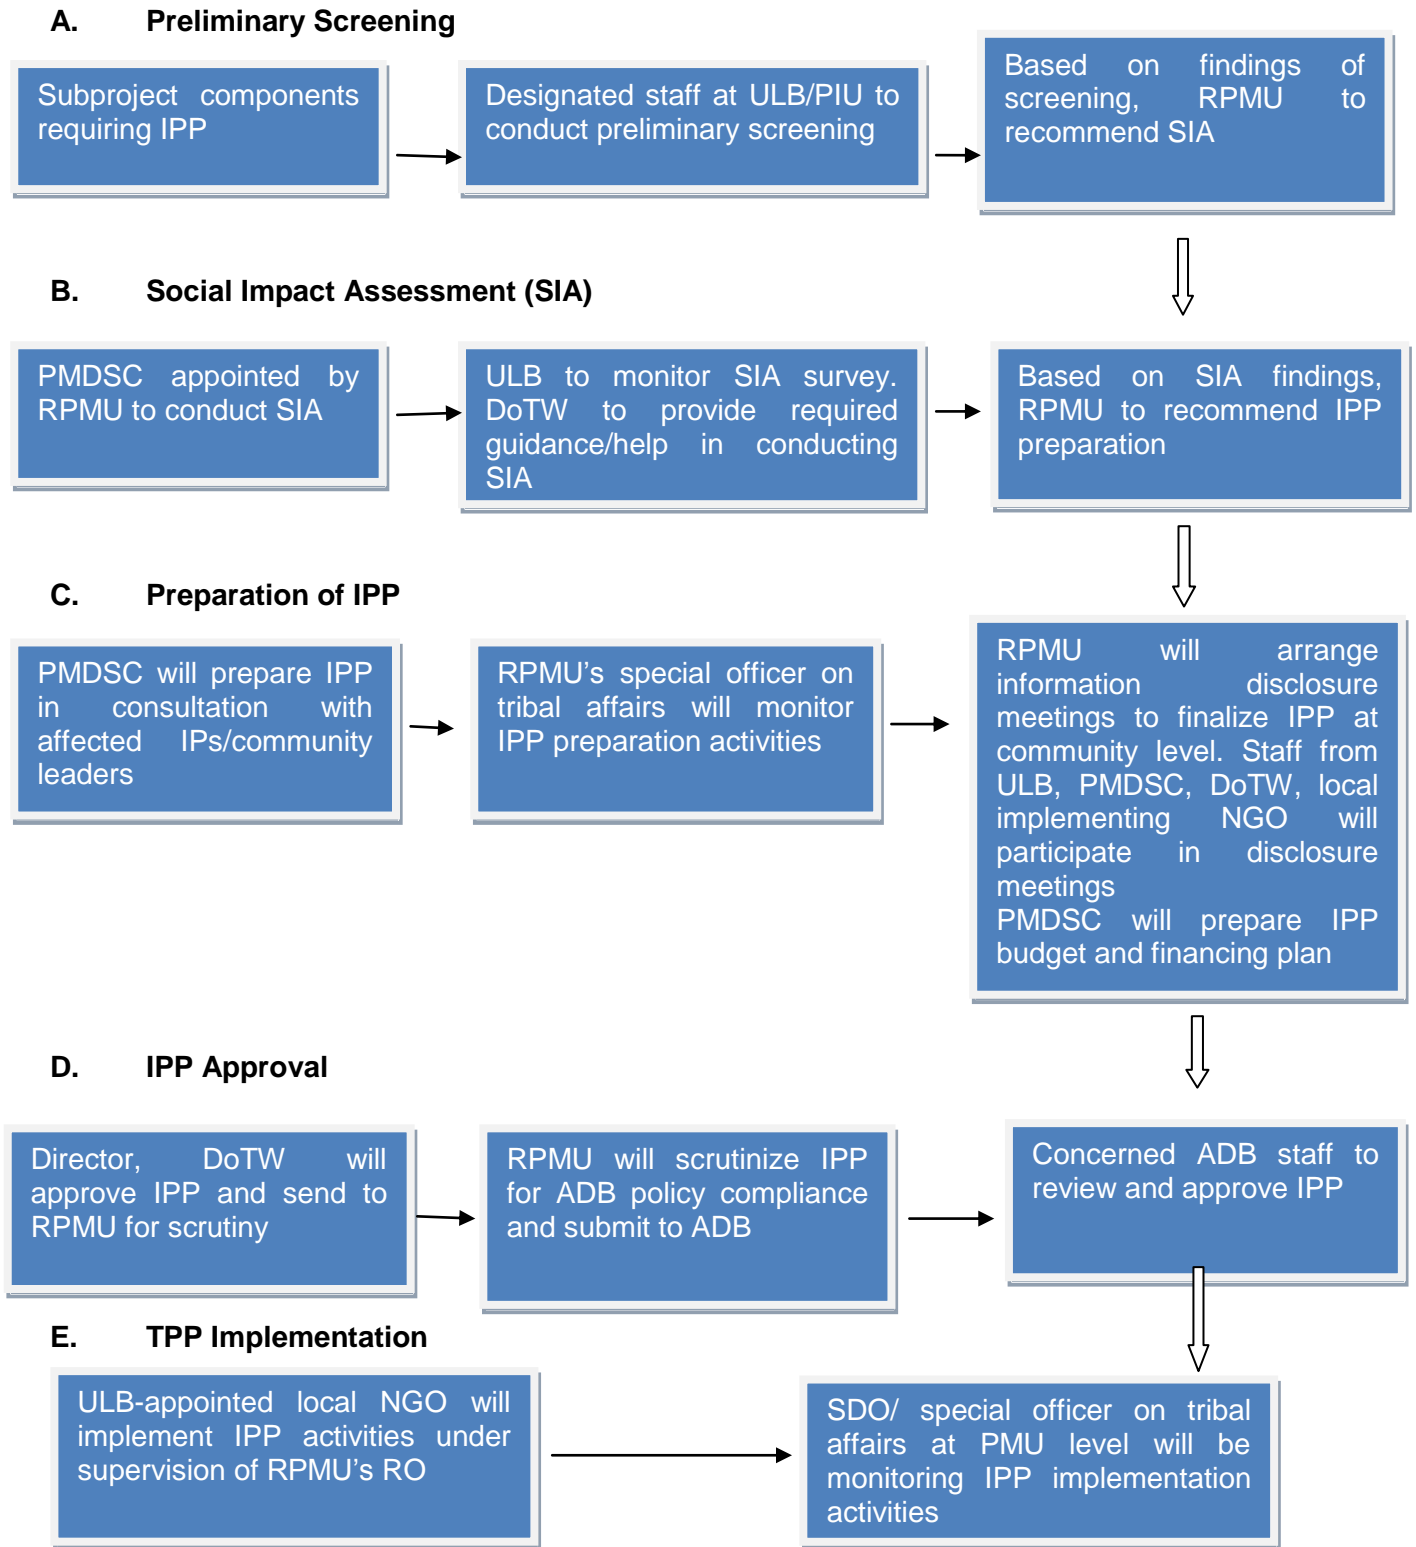 A. Preliminary Screening
Subproject components
requiring IPP
Designated staff at ULB/PIU to
conduct preliminary screening
Based on findings of
screening, RPMU to
recommend SIA
B. Social Impact Assessment (SIA)
PMDSC appointed by
RPMU to conduct SIA
ULB to monitor SIA survey.
DoTW to provide required
guidance/help in conducting
SIA
Based on SIA findings,
RPMU to recommend IPP
preparation
C. Preparation of IPP
PMDSC will prepare IPP
in consultation with
affected IPs/community
leaders
RPMU's special officer on
tribal affairs will monitor
IPP preparation activities
RPMU will arrange
information disclosure
meetings to finalize IPP at
community level. Staff from
ULB, PMDSC, DoTW, local
implementing NGO will
participate in disclosure
meetings
PMDSC will prepare IPP
budget and financing plan
D. IPP Approval
Director, DoTW will
approve IPP and send to
RPMU for scrutiny
RPMU will scrutinize IPP
for ADB policy compliance
and submit to ADB
Concerned ADB staff to
review and approve IPP
E. TPP Implementation
ULB-appointed local NGO will
implement IPP activities under
supervision of RPMU's RO
SDO/ special officer on tribal
affairs at PMU level will be
monitoring IPP implementation
activities